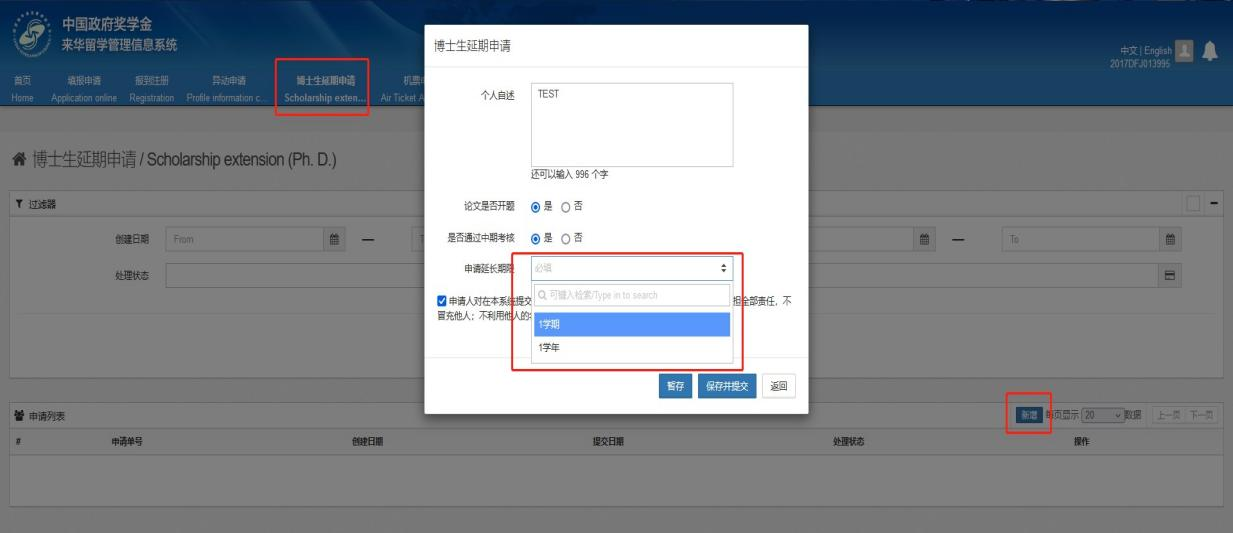 中国政府奖学金
来华留学管理信息系统
中文 | English
2017DFJ013995
首页 填报申请 报到注册 异动申请 博士生延期申请
Home Application online Registration Profile information c... Scholarship exten... Air Ticket A
博士生延期申请 / Scholarship extension (Ph. D.)
过滤器
创建日期 From — To
处理状态
博士生延期申请
个人自述 TEST
还可以输入 996 个字
论文是否开题 是 否
是否通过中期考核 是 否
申请延长期限 必填
可键入检索/Type in to search
1学期
1学年
申请人对在本系统提交 担全部责任，不
冒充他人；不利用他人的
暂存 保存并提交 返回
申请列表 新增 每页显示 20 数据 上一页 下一页
# 申请单号 创建日期 提交日期 处理状态 操作